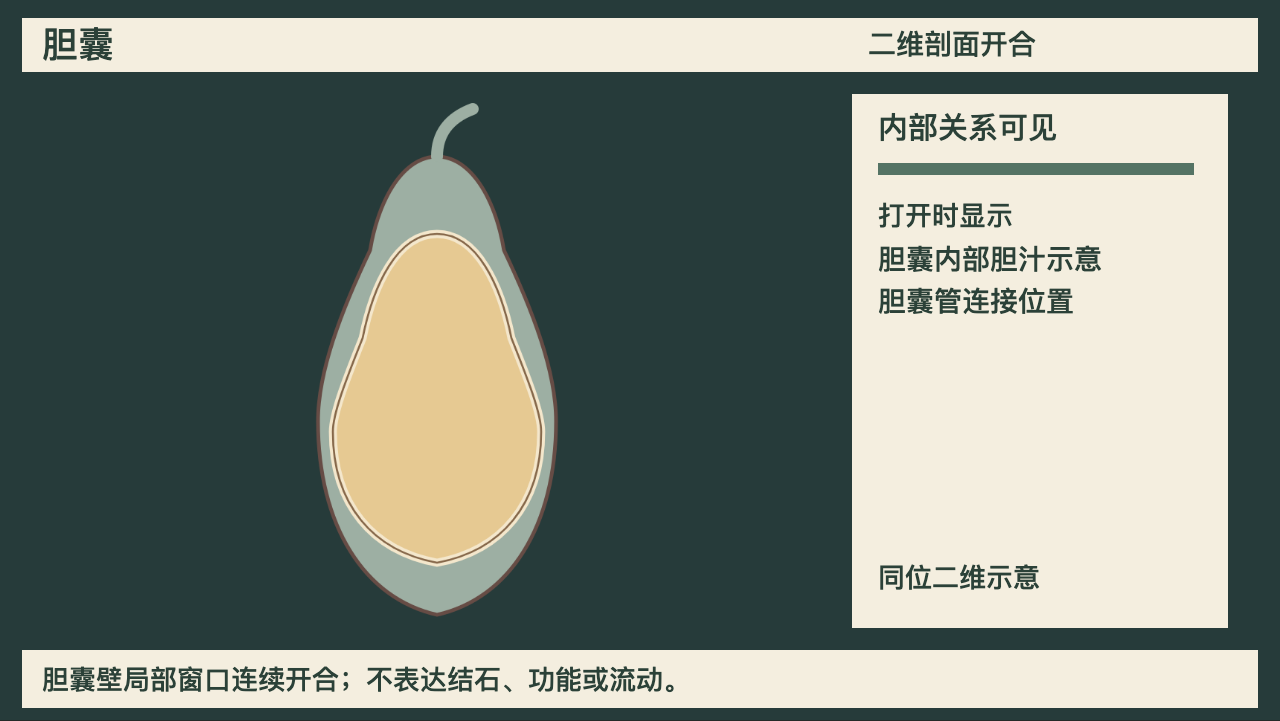 胆囊
二维剖面开合
内部关系可见
打开时显示
胆囊内部胆汁示意
胆囊管连接位置
同位二维示意
胆囊壁局部窗口连续开合；不表达结石、功能或流动。